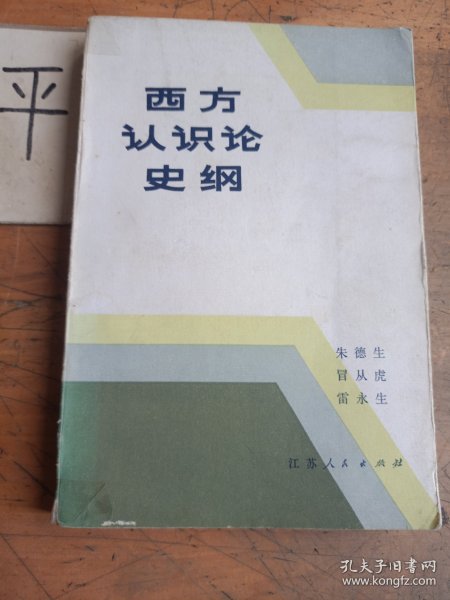 平
西方
认识论
史纲
朱德生
冒从虎
雷永生
江苏人民出版社
孔夫子旧书网
www.kongfz.com